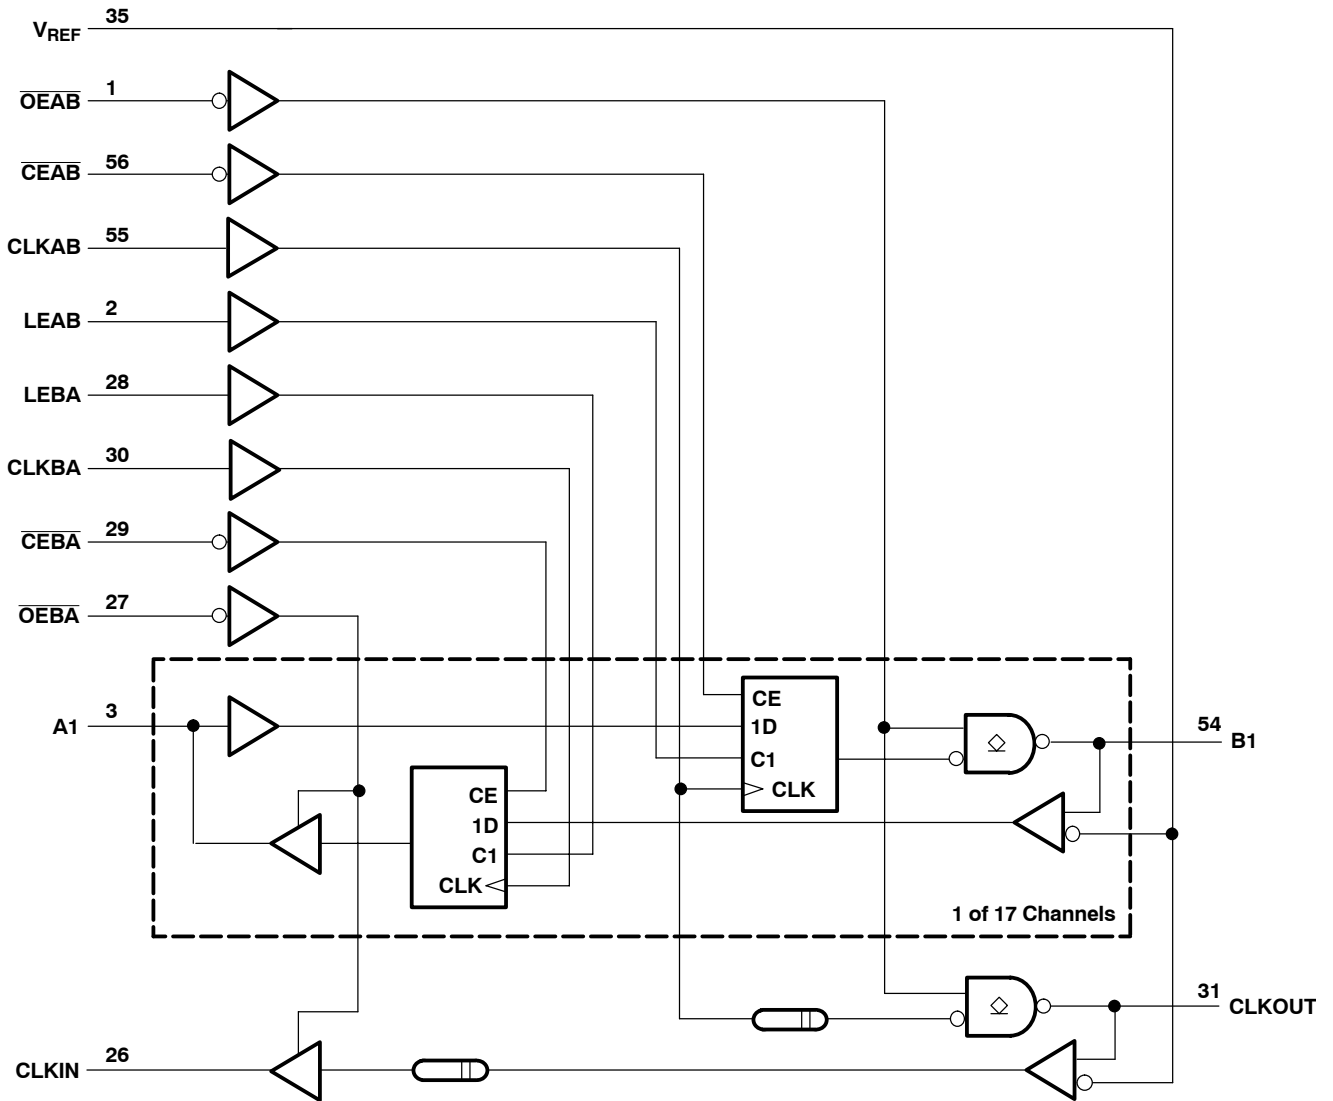 35
VREF
1
OEAB
56
CEAB
55
CLKAB
2
LEAB
28
LEBA
30
CLKBA
29
CEBA
27
OEBA
3
A1
CE
1D
C1
CLK
CE
1D
C1
CLK
54
B1
1 of 17 Channels
31
CLKOUT
26
CLKIN